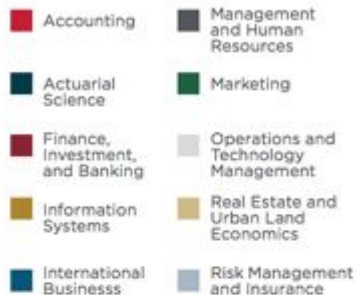 Accounting
Actuarial
Science
Finance,
Investment,
and Banking
Information
Systems
International
Businesss
Management
and Human
Resources
Marketing
Operations and
Technology
Management
Real Estate and
Urban Land
Economics
Risk Management
and Insurance